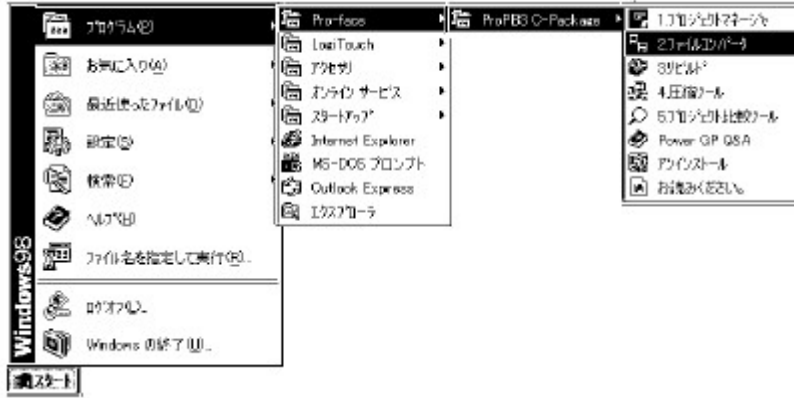 プログラム(P)
お気に入り(A)
最近使ったファイル(D)
設定(S)
検索(F)
ヘルプ(H)
ファイル名を指定して実行(R)...
ログオフ(L)...
Windows の終了(U)...
Windows98
スタート
Pro-face
LogiTouch
アクセサリ
オンライン サービス
スタートアップ
Internet Explorer
MS-DOS プロンプト
Outlook Express
エクスプローラ
ProPB3 C-Package
1.プロジェクトマネージャ
2.ファイルコンバータ
3.リビルド
4.圧縮ツール
5.プロジェクト比較ツール
Power GP Q&A
アンインストール
お読みください。